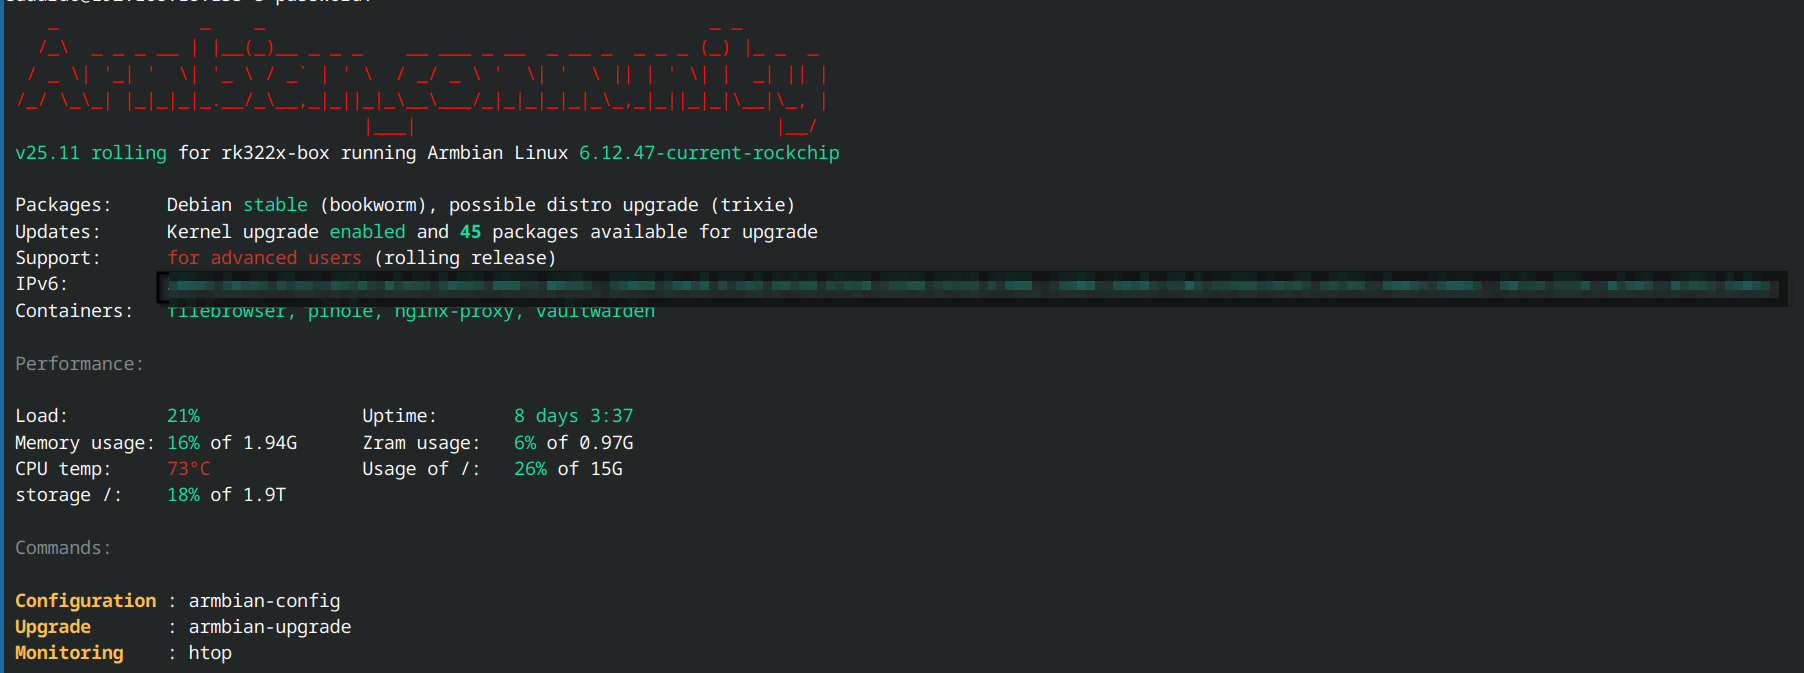 Armbian community
v25.11 rolling for rk322x-box running Armbian Linux 6.12.47-current-rockchip
Packages: Debian stable (bookworm), possible distro upgrade (trixie)
Updates: Kernel upgrade enabled and 45 packages available for upgrade
Support: for advanced users (rolling release)
IPv6:
Containers: filebrowser, pihole, nginx-proxy, vaultwarden
Performance:
Load: 21% Uptime: 8 days 3:37
Memory usage: 16% of 1.94G Zram usage: 6% of 0.97G
CPU temp: 73°C Usage of /: 26% of 15G
storage /: 18% of 1.9T
Commands:
Configuration : armbian-config
Upgrade : armbian-upgrade
Monitoring : htop